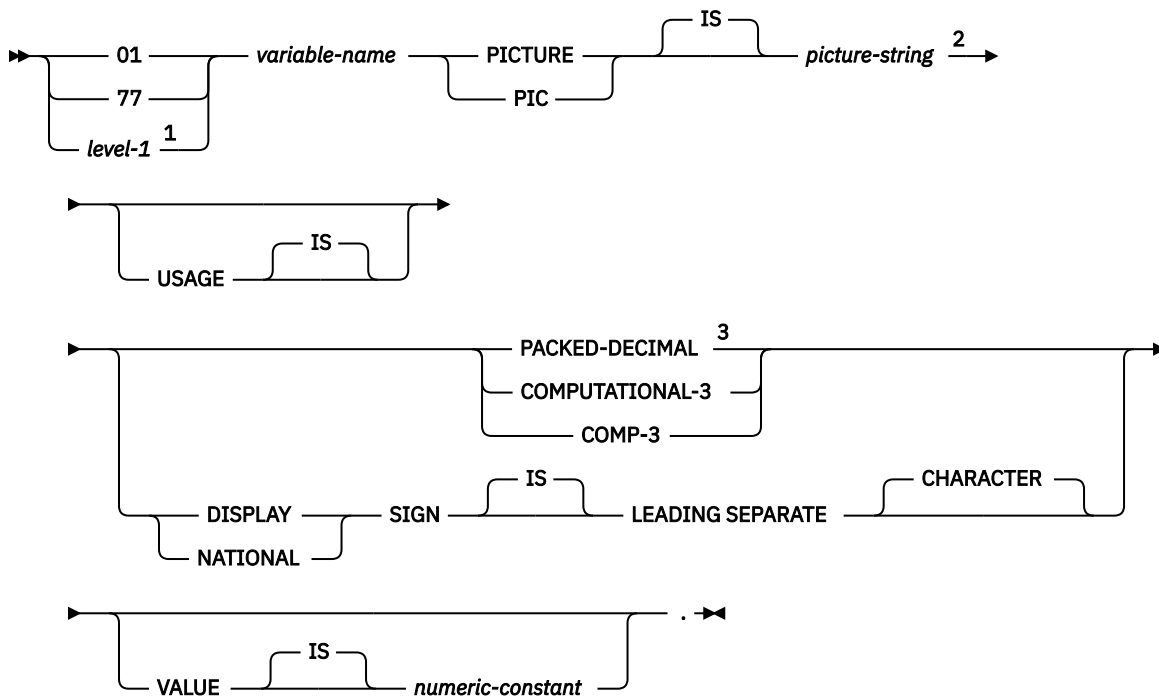 IS
01 variable-name PICTURE picture-string 2
77 PIC
level-1 1
IS
USAGE
PACKED-DECIMAL 3
COMPUTATIONAL-3
COMP-3
IS CHARACTER
DISPLAY SIGN LEADING SEPARATE
NATIONAL
.
IS
VALUE numeric-constant